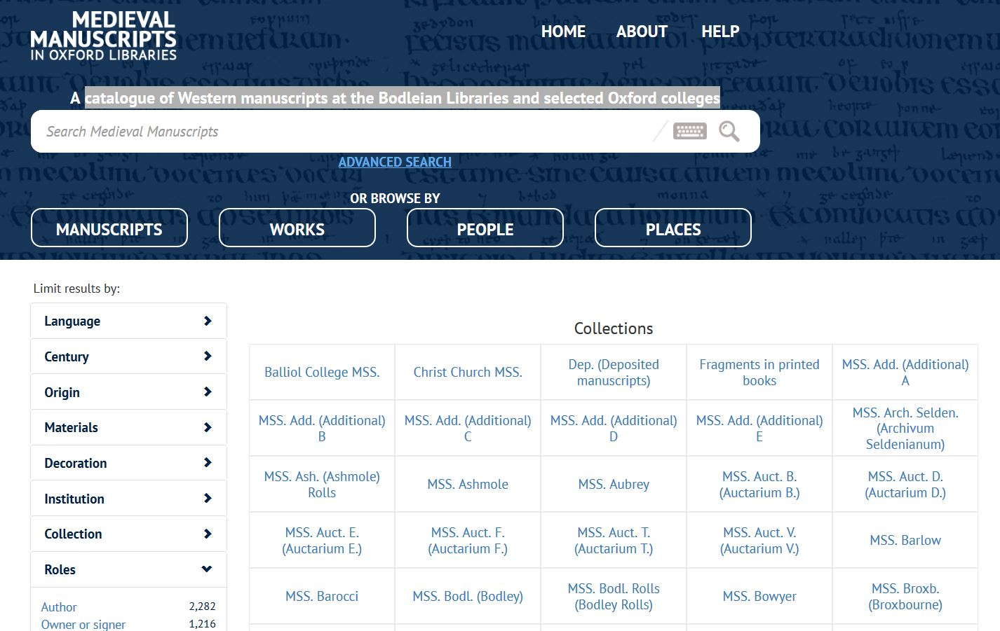 MEDIEVAL
MANUSCRIPTS
IN OXFORD LIBRARIES
HOME
ABOUT
HELP
A catalogue of Western manuscripts at the Bodleian Libraries and selected Oxford colleges
Search Medieval Manuscripts
ADVANCED SEARCH
OR BROWSE BY
MANUSCRIPTS
WORKS
PEOPLE
PLACES
Limit results by:
Language
Century
Origin
Materials
Decoration
Institution
Collection
Roles
Author 2,282
Owner or signer 1,216
Collections
Balliol College MSS.
Christ Church MSS.
Dep. (Deposited
manuscripts)
Fragments in printed
books
MSS. Add. (Additional)
A
MSS. Add. (Additional)
B
MSS. Add. (Additional)
C
MSS. Add. (Additional)
D
MSS. Add. (Additional)
E
MSS. Arch. Selden.
(Archivum
Seldenianum)
MSS. Ash. (Ashmole)
Rolls
MSS. Ashmole
MSS. Aubrey
MSS. Auct. B.
(Auctarium B.)
MSS. Auct. D.
(Auctarium D.)
MSS. Auct. E.
(Auctarium E.)
MSS. Auct. F.
(Auctarium F.)
MSS. Auct. T.
(Auctarium T.)
MSS. Auct. V.
(Auctarium V.)
MSS. Barlow
MSS. Barocci
MSS. Bodl. (Bodley)
MSS. Bodl. Rolls
(Bodley Rolls)
MSS. Bowyer
MSS. Broxb.
(Broxbourne)